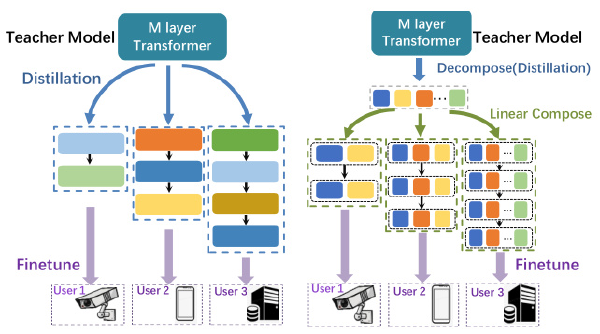 Teacher Model
M layer
Transformer
Distillation
Finetune
User 1
User 2
User 3
M layer
Transformer
Teacher Model
Decompose(Distillation)
Linear Compose
Finetune
User 1
User 2
User 3